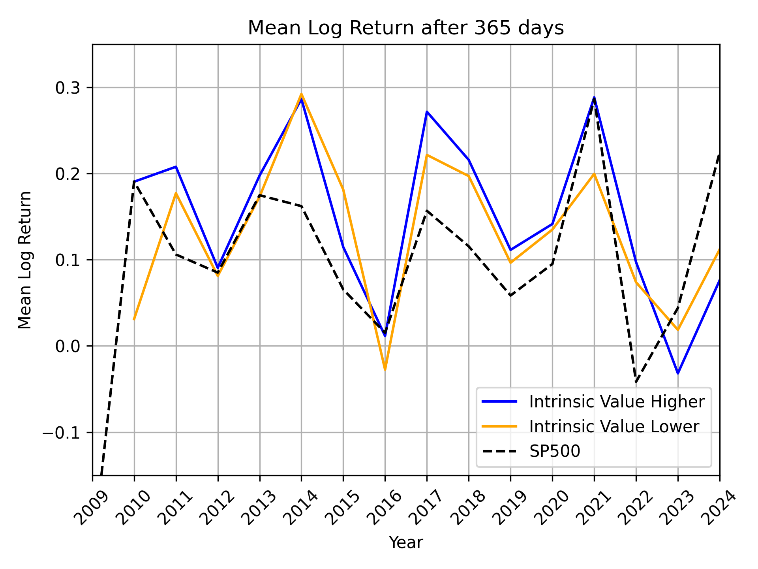 Mean Log Return after 365 days
Mean Log Return
0.3
0.2
0.1
0.0
−0.1
Intrinsic Value Higher
Intrinsic Value Lower
SP500
2009 2010 2011 2012 2013 2014 2015 2016 2017 2018 2019 2020 2021 2022 2023 2024
Year